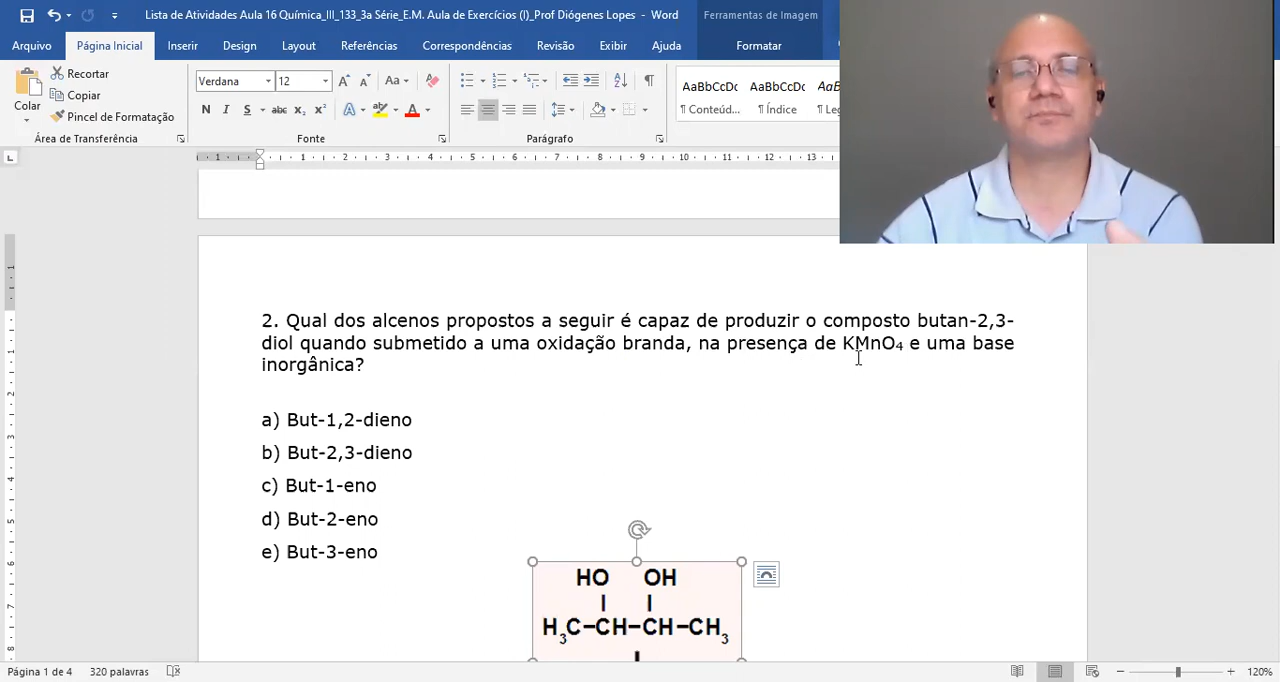 Lista de Atividades Aula 16 Química_III_133_3a Série_E.M. Aula de Exercícios (I)_Prof Diógenes Lopes - Word
Ferramentas de Imagem
Arquivo Página Inicial Inserir Design Layout Referências Correspondências Revisão Exibir Ajuda Formatar
Colar
Recortar
Copiar
Pincel de Formatação
Área de Transferência
Verdana 12
N I S abc x₂ x²
Fonte
Parágrafo
AaBbCcDc AaBbCcDc
¶ Conteúd... ¶ Índice
2. Qual dos alcenos propostos a seguir é capaz de produzir o composto butan-2,3-
diol quando submetido a uma oxidação branda, na presença de KMnO₄ e uma base
inorgânica?
a) But-1,2-dieno
b) But-2,3-dieno
c) But-1-eno
d) But-2-eno
e) But-3-eno
HO OH
H₃C–CH–CH–CH₃
Página 1 de 4 320 palavras 120%